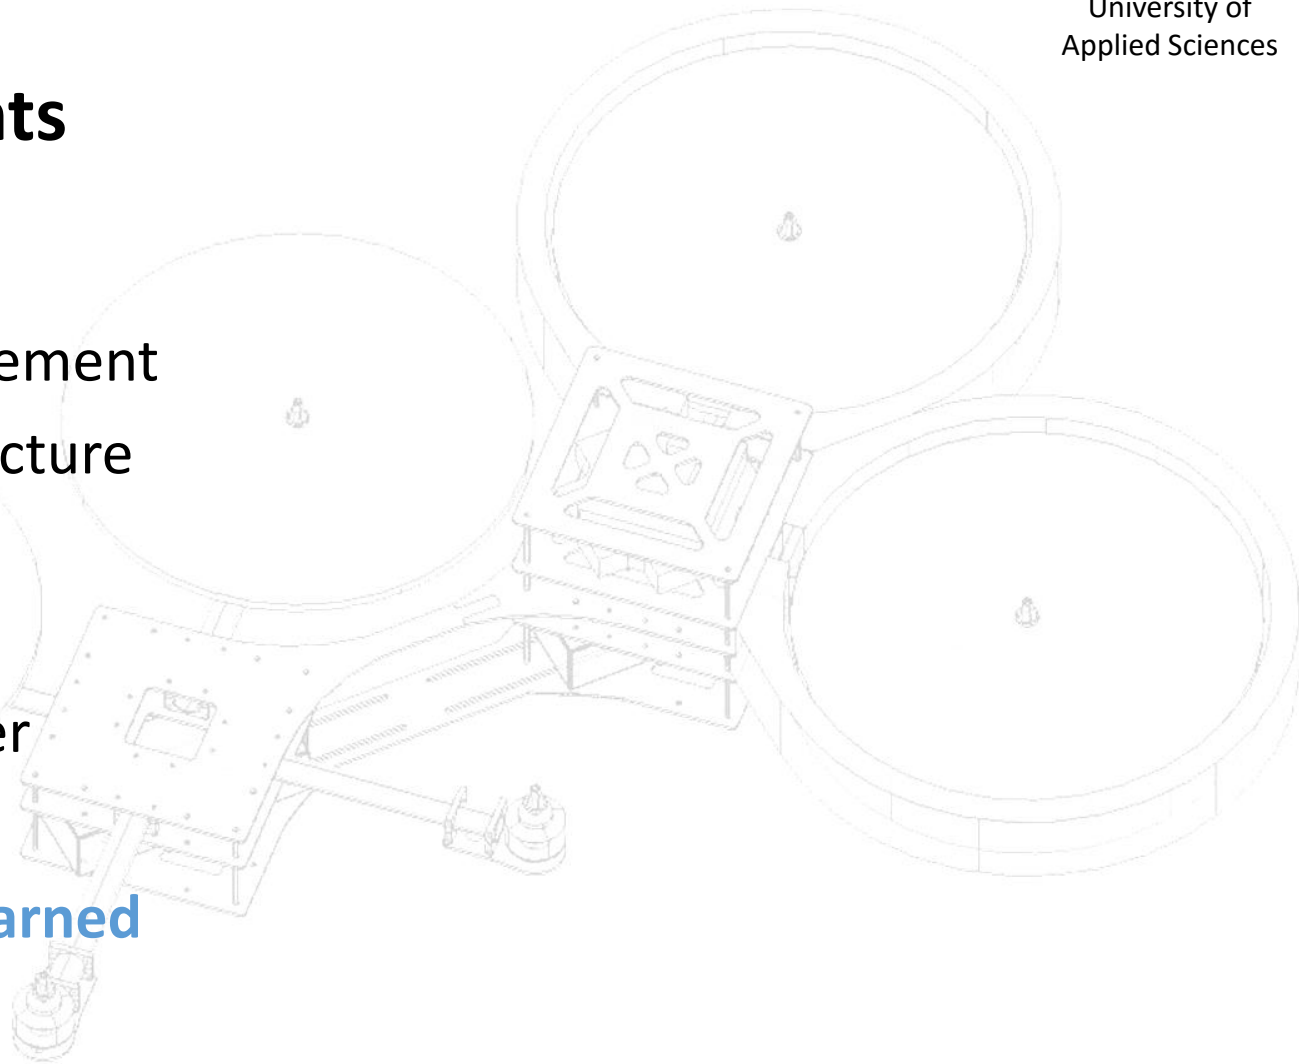 University of
Applied Sciences
nts
ement
cture
er
arned